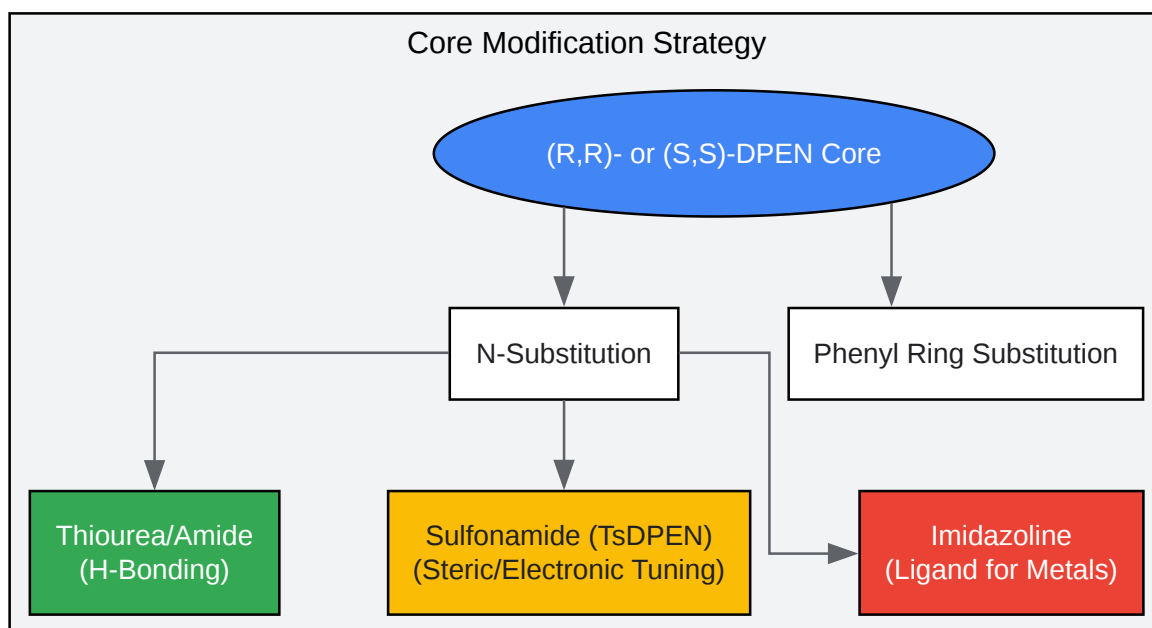 Core Modification Strategy
(R,R)- or (S,S)-DPEN Core
N-Substitution
Phenyl Ring Substitution
Thiourea/Amide
(H-Bonding)
Sulfonamide (TsDPEN)
(Steric/Electronic Tuning)
Imidazoline
(Ligand for Metals)